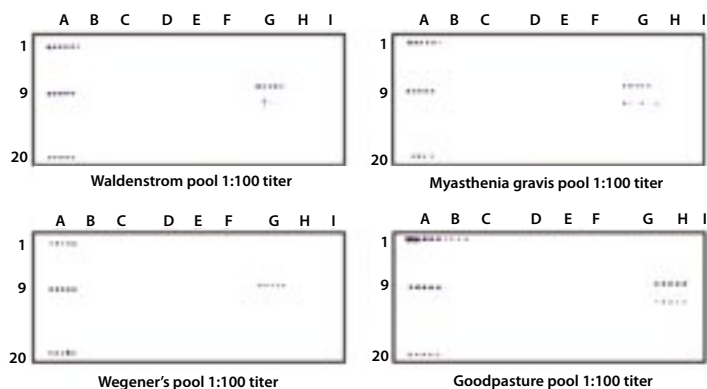 A B C D E F G H I
1
9
20
Waldenstrom pool 1:100 titer
A B C D E F G H I
1
9
20
Myasthenia gravis pool 1:100 titer
A B C D E F G H I
1
9
20
Wegener's pool 1:100 titer
A B C D E F G H I
1
9
20
Goodpasture pool 1:100 titer